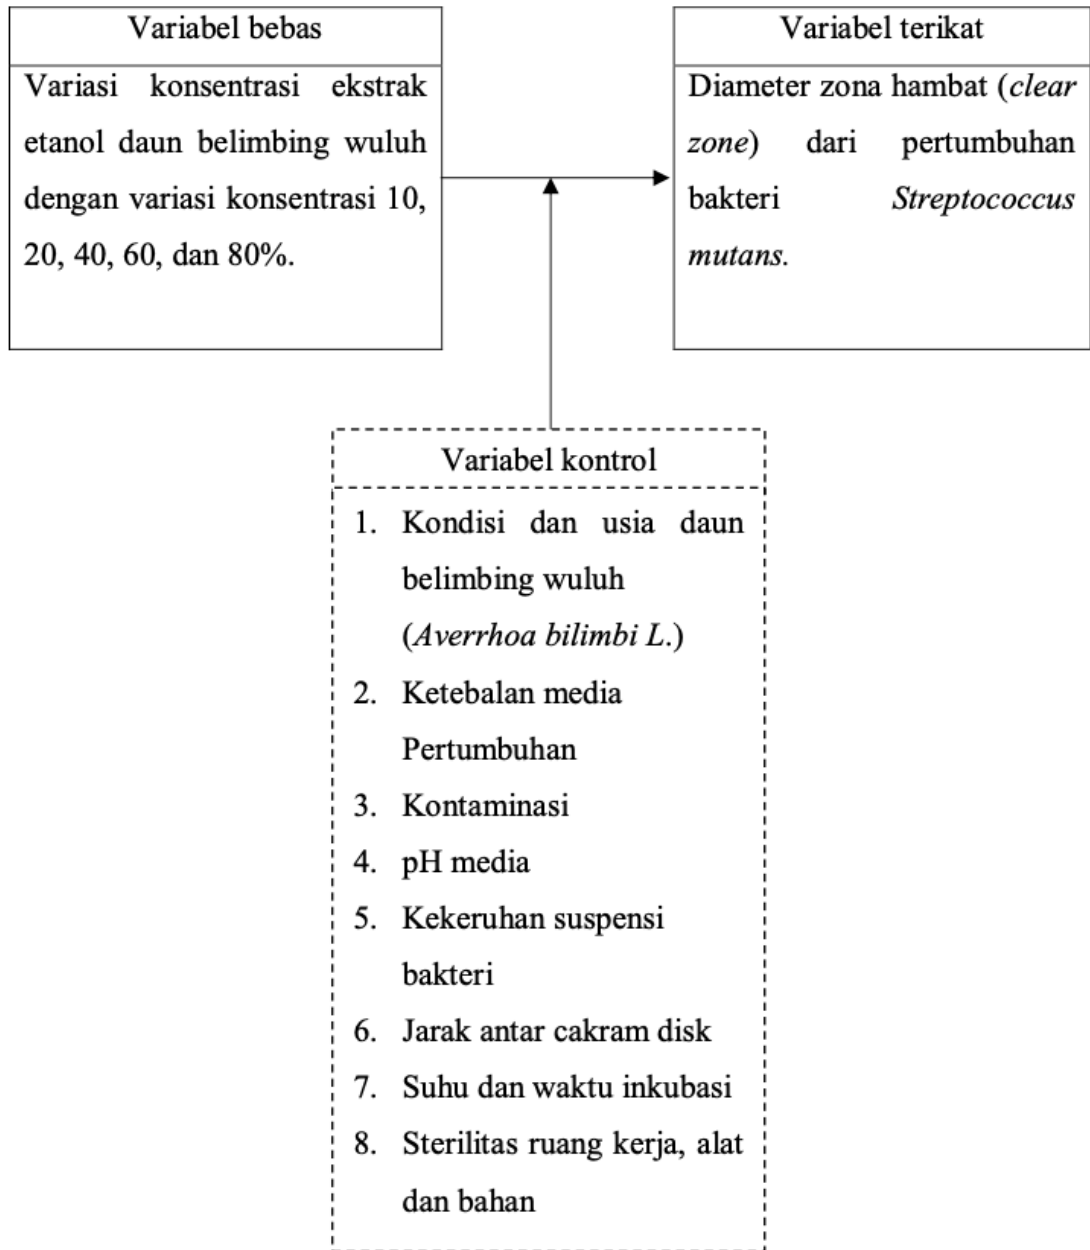 Variabel bebas
Variasi konsentrasi ekstrak
etanol daun belimbing wuluh
dengan variasi konsentrasi 10,
20, 40, 60, dan 80%.
Variabel terikat
Diameter zona hambat (clear
zone) dari pertumbuhan
bakteri Streptococcus
mutans.
Variabel kontrol
1. Kondisi dan usia daun
belimbing wuluh
(Averrhoa bilimbi L.)
2. Ketebalan media
Pertumbuhan
3. Kontaminasi
4. pH media
5. Kekeruhan suspensi
bakteri
6. Jarak antar cakram disk
7. Suhu dan waktu inkubasi
8. Sterilitas ruang kerja, alat
dan bahan